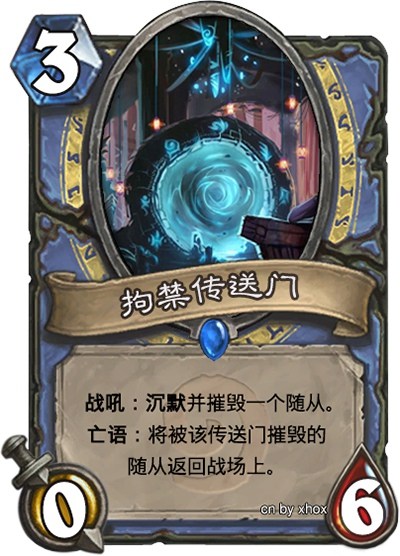 3
拘禁传送门
战吼：沉默并摧毁一个随从。
亡语：将被该传送门摧毁的
随从返回战场上。
cn by xhox
0
6